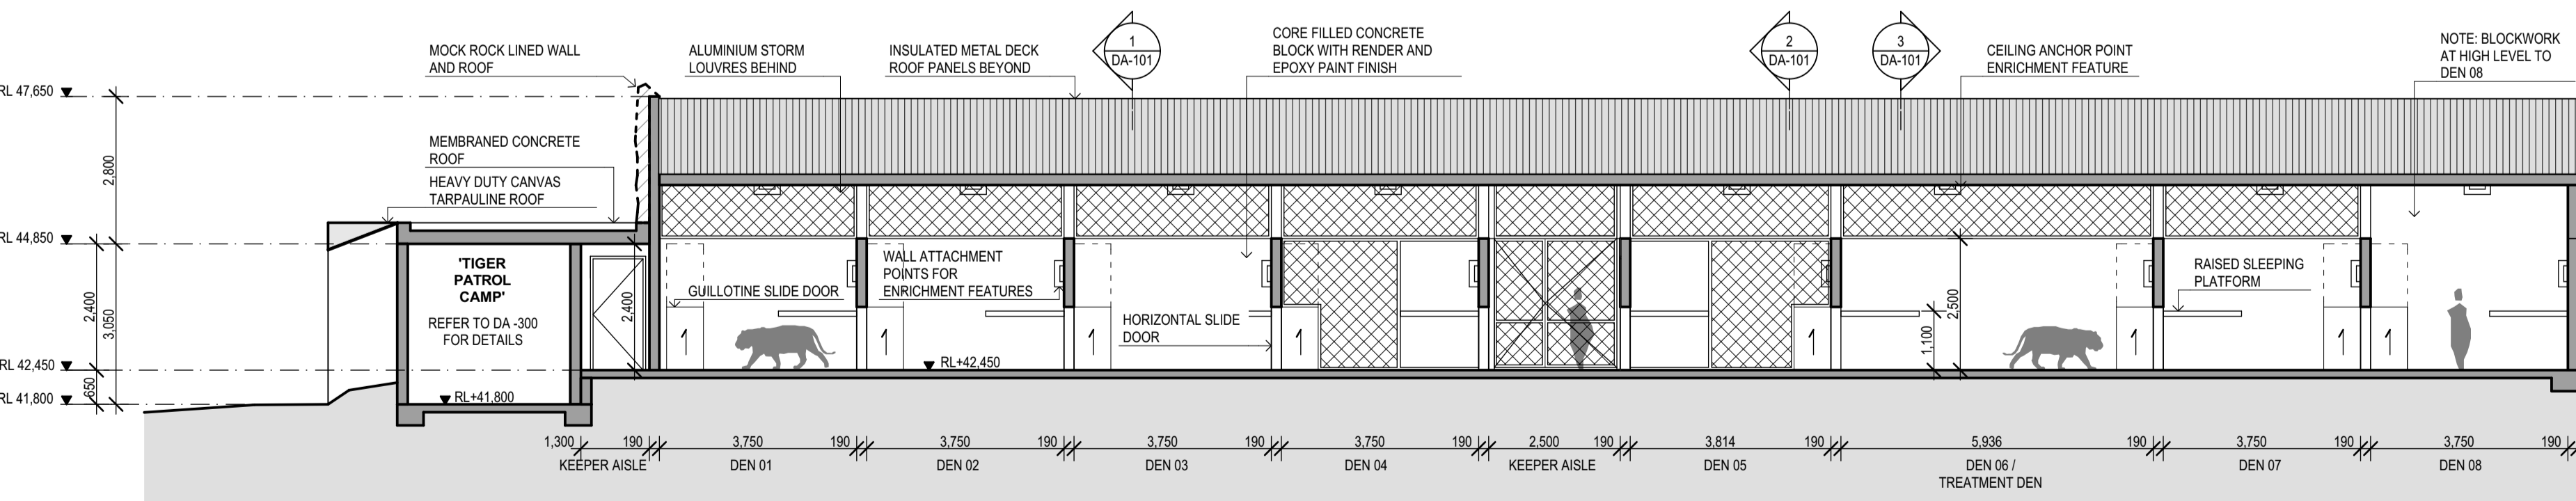 MOCK ROCK LINED WALL
AND ROOF
ALUMINIUM STORM
LOUVRES BEHIND
INSULATED METAL DECK
ROOF PANELS BEYOND
1
DA-101
CORE FILLED CONCRETE
BLOCK WITH RENDER AND
EPOXY PAINT FINISH
2
DA-101
3
DA-101
CEILING ANCHOR POINT
ENRICHMENT FEATURE
NOTE: BLOCKWORK
AT HIGH LEVEL TO
DEN 08
RL 47,650
MEMBRANED CONCRETE
ROOF
HEAVY DUTY CANVAS
TARPAULINE ROOF
2,800
RL 44,850
'TIGER
PATROL
CAMP'
REFER TO DA -300
FOR DETAILS
2,400
3,050
2,400
GUILLOTINE SLIDE DOOR
WALL ATTACHMENT
POINTS FOR
ENRICHMENT FEATURES
HORIZONTAL SLIDE
DOOR
2,500
1,100
RAISED SLEEPING
PLATFORM
1
1
1
1
1
1
1
1
RL 42,450
RL+42,450
650
RL 41,800
RL+41,800
1,300 190 3,750 190 3,750 190 3,750 190 3,750 190 2,500 190 3,814 190 5,936 190 3,750 190 3,750 190
KEEPER AISLE DEN 01 DEN 02 DEN 03 DEN 04 KEEPER AISLE DEN 05 DEN 06 / DEN 07 DEN 08
TREATMENT DEN